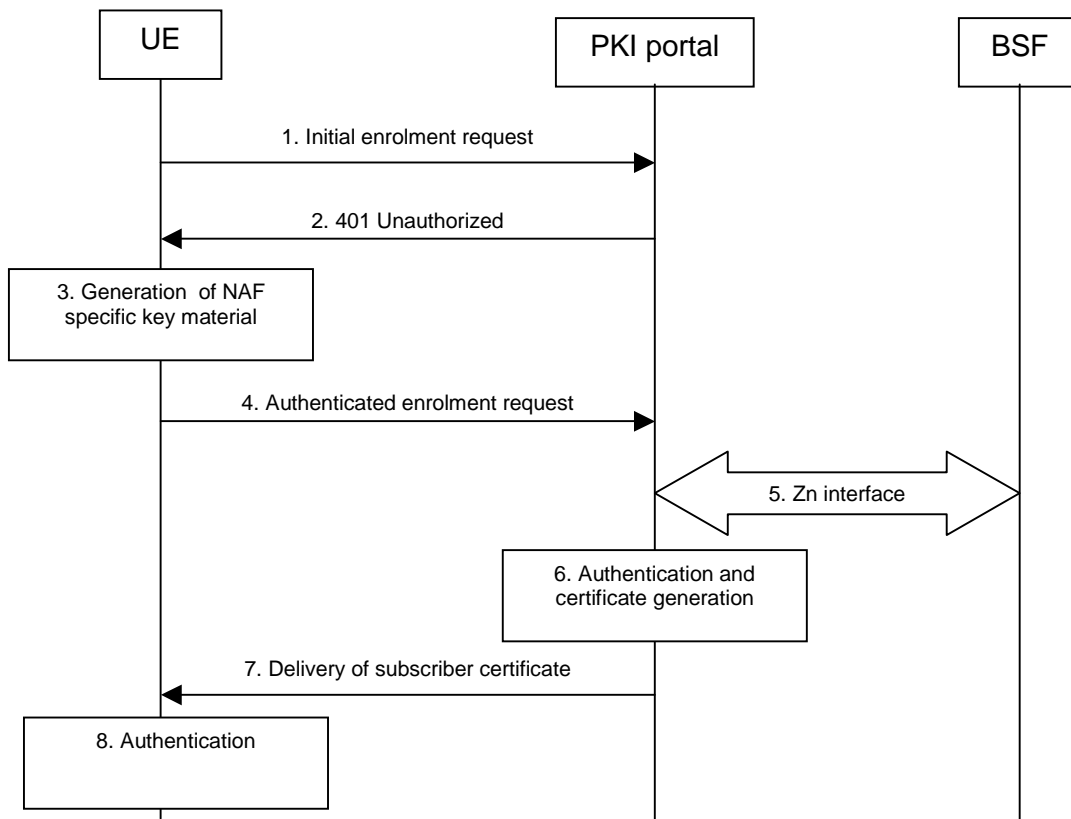 UE
PKI portal
BSF
1. Initial enrolment request
2. 401 Unauthorized
3. Generation of NAF
specific key material
4. Authenticated enrolment request
5. Zn interface
6. Authentication and
certificate generation
7. Delivery of subscriber certificate
8. Authentication